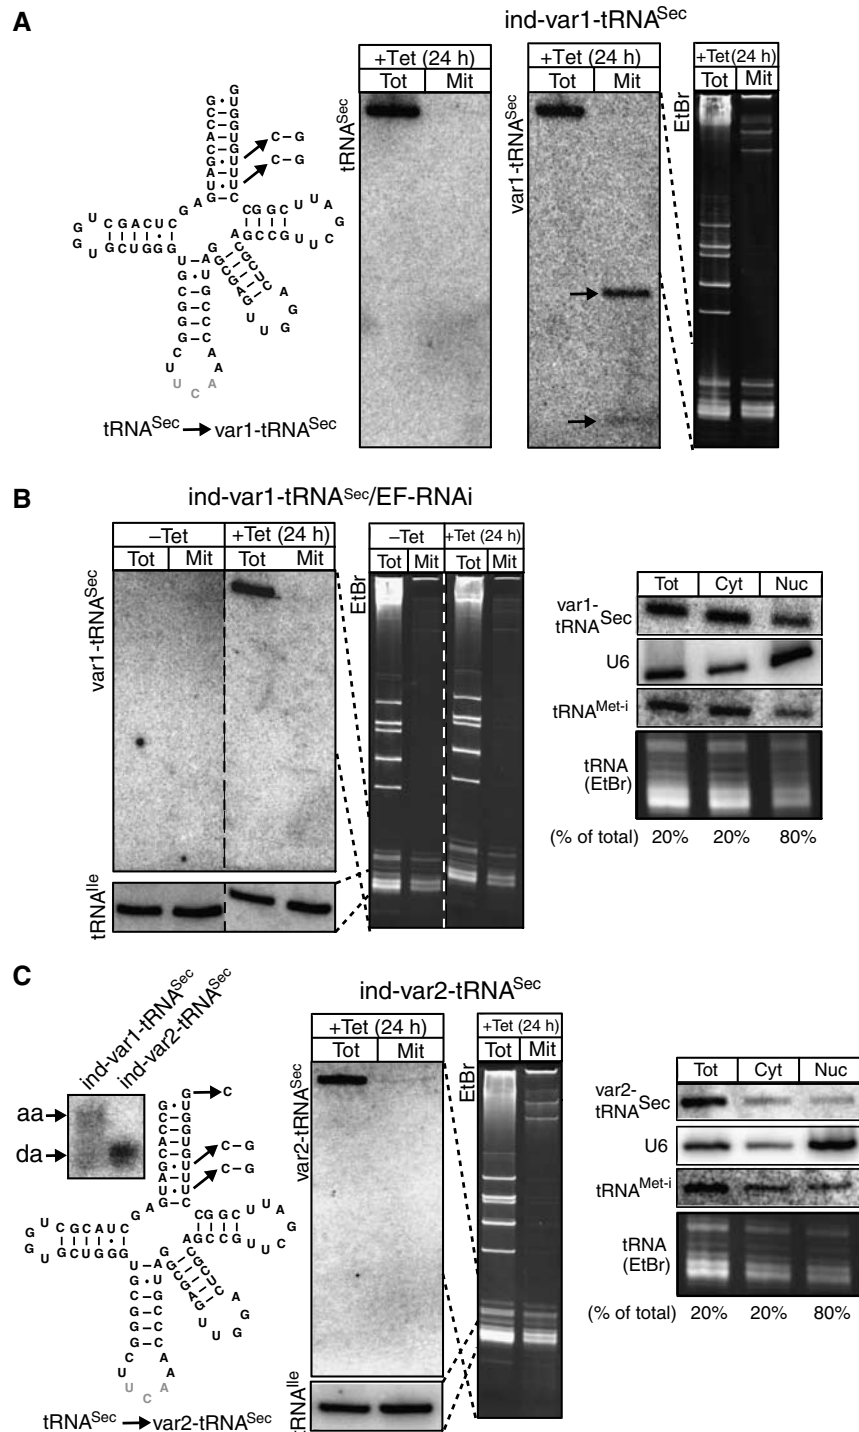 A
ind-var1-tRNASec
+Tet (24 h)
Tot Mit
tRNASec
+Tet (24 h)
Tot Mit
var1-tRNASec
+Tet (24 h)
Tot Mit
EtBr
C–G
C–G
tRNASec → var1-tRNASec
B
ind-var1-tRNASec/EF-RNAi
–Tet +Tet (24 h)
Tot Mit Tot Mit
var1-tRNASec
tRNAIle
–Tet +Tet (24 h)
Tot Mit Tot Mit
EtBr
Tot Cyt Nuc
var1-tRNASec
U6
tRNAMet-i
tRNA (EtBr)
(% of total) 20% 20% 80%
C
ind-var1-tRNASec
ind-var2-tRNASec
aa
da
ind-var2-tRNASec
+Tet (24 h)
Tot Mit
var2-tRNASec
tRNAIle
+Tet (24 h)
Tot Mit
EtBr
C
C–G
C–G
tRNASec → var2-tRNASec
Tot Cyt Nuc
var2-tRNASec
U6
tRNAMet-i
tRNA (EtBr)
(% of total) 20% 20% 80%